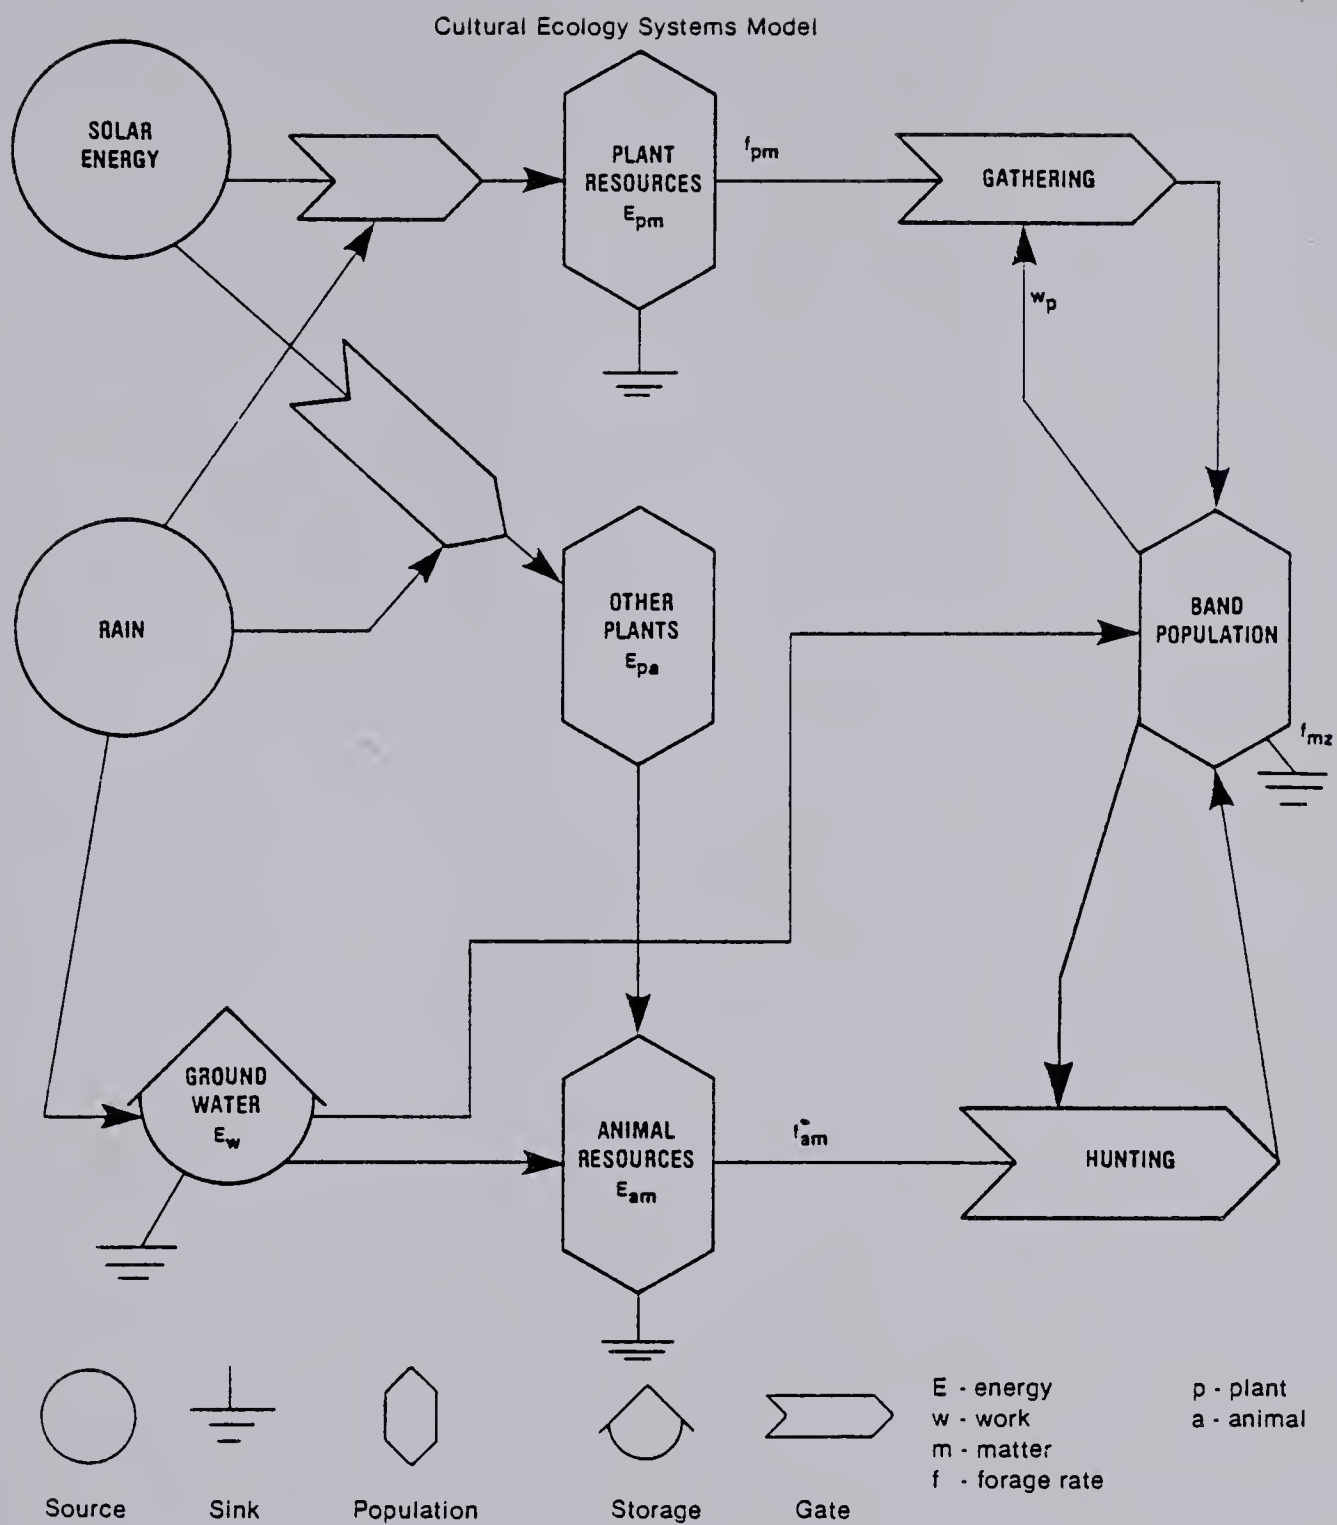 Cultural Ecology Systems Model
SOLAR
ENERGY
PLANT
RESOURCES
Epm
fpm
GATHERING
wp
RAIN
OTHER
PLANTS
Epa
BAND
POPULATION
fmz
GROUND
WATER
Ew
ANIMAL
RESOURCES
Eam
fam
HUNTING
E - energy
w - work
m - matter
f - forage rate
p - plant
a - animal
Source
Sink
Population
Storage
Gate